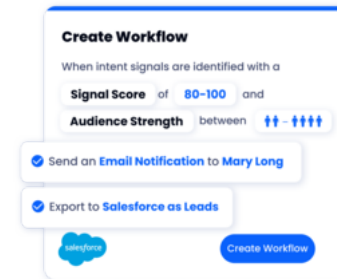 Create Workflow
When intent signals are identified with a
Signal Score of 80-100 and
Audience Strength between -
Send an Email Notification to Mary Long
Export to Salesforce as Leads
salesforce
Create Workflow